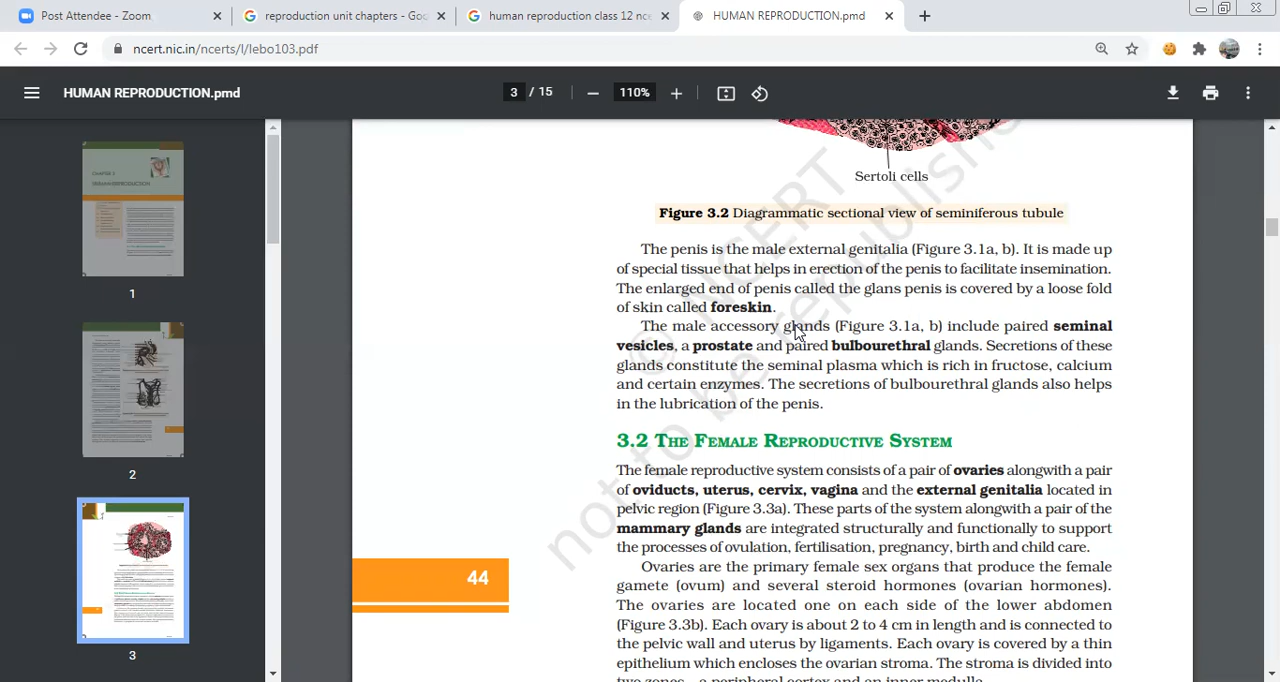 Post Attendee - Zoom
reproduction unit chapters - Goo
human reproduction class 12 nce
HUMAN REPRODUCTION.pmd
ncert.nic.in/ncerts/l/lebo103.pdf
HUMAN REPRODUCTION.pmd
3 / 15
110%
1
2
3
Sertoli cells
Figure 3.2 Diagrammatic sectional view of seminiferous tubule
The penis is the male external genitalia (Figure 3.1a, b). It is made up
of special tissue that helps in erection of the penis to facilitate insemination.
The enlarged end of penis called the glans penis is covered by a loose fold
of skin called foreskin.
The male accessory glands (Figure 3.1a, b) include paired seminal
vesicles, a prostate and paired bulbourethral glands. Secretions of these
glands constitute the seminal plasma which is rich in fructose, calcium
and certain enzymes. The secretions of bulbourethral glands also helps
in the lubrication of the penis.
3.2 The Female Reproductive System
The female reproductive system consists of a pair of ovaries alongwith a pair
of oviducts, uterus, cervix, vagina and the external genitalia located in
pelvic region (Figure 3.3a). These parts of the system alongwith a pair of the
mammary glands are integrated structurally and functionally to support
the processes of ovulation, fertilisation, pregnancy, birth and child care.
Ovaries are the primary female sex organs that produce the female
gamete (ovum) and several steroid hormones (ovarian hormones).
The ovaries are located one on each side of the lower abdomen
(Figure 3.3b). Each ovary is about 2 to 4 cm in length and is connected to
the pelvic wall and uterus by ligaments. Each ovary is covered by a thin
epithelium which encloses the ovarian stroma. The stroma is divided into
two zones – a peripheral cortex and an inner medulla.
44
© NCERT
not to be republished